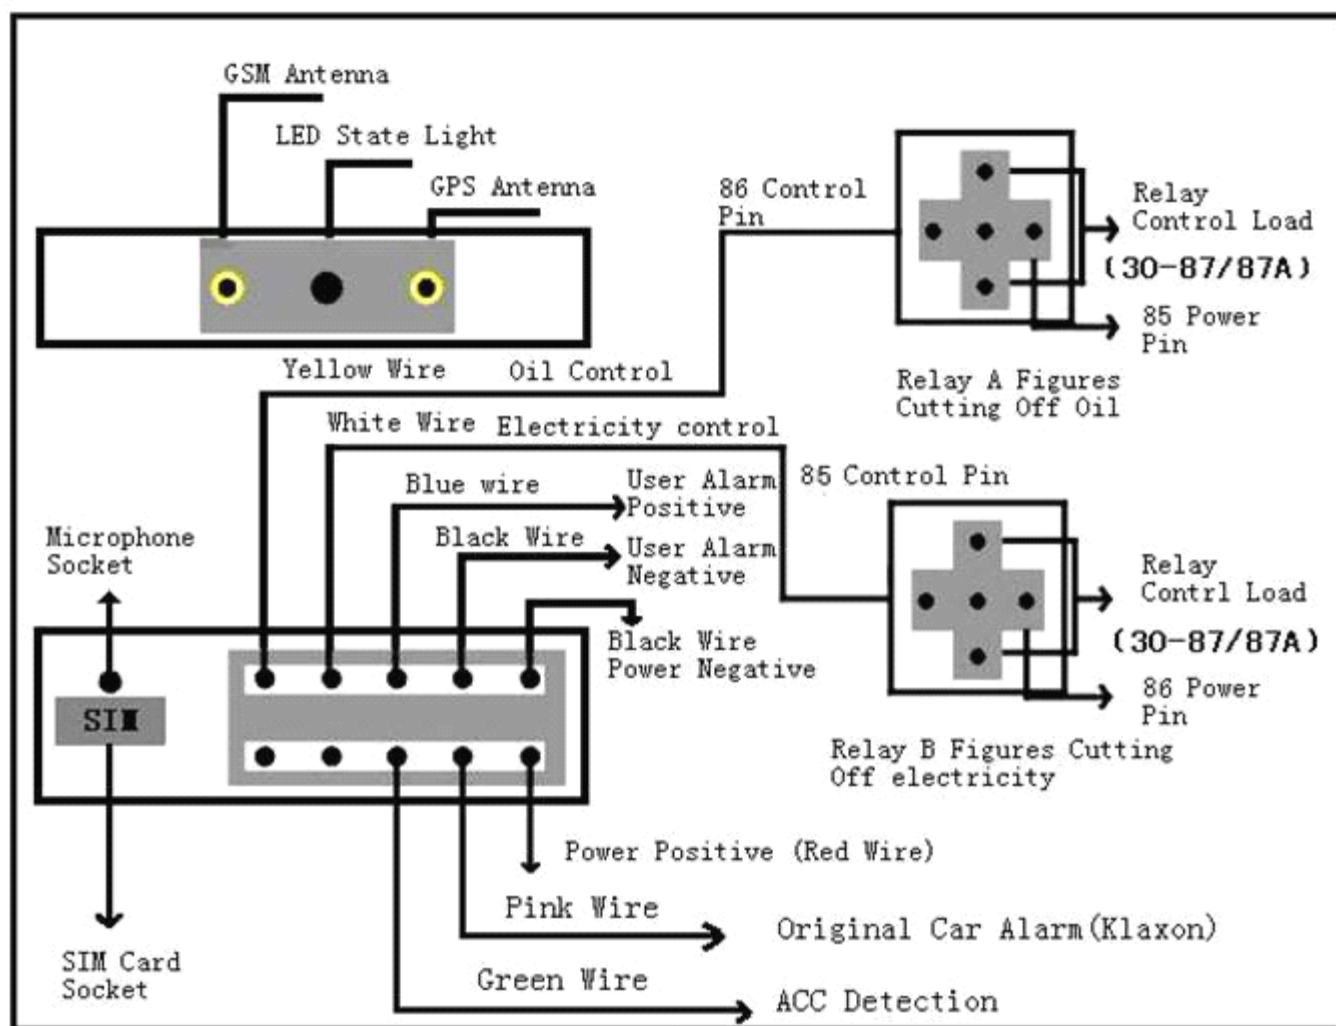 GSM Antenna
LED State Light
GPS Antenna
86 Control
Pin
Relay
Control Load
(30-87/87A)
85 Power
Pin
Yellow Wire
Oil Control
Relay A Figures
Cutting Off Oil
White Wire
Electricity control
85 Control Pin
Blue wire
User Alarm
Positive
Black Wire
User Alarm
Negative
Microphone
Socket
Relay
Contrl Load
(30-87/87A)
Black Wire
Power Negative
86 Power
Pin
SIM
Relay B Figures Cutting
Off electricity
Power Positive (Red Wire)
Pink Wire
Original Car Alarm(Klaxon)
SIM Card
Socket
Green Wire
ACC Detection